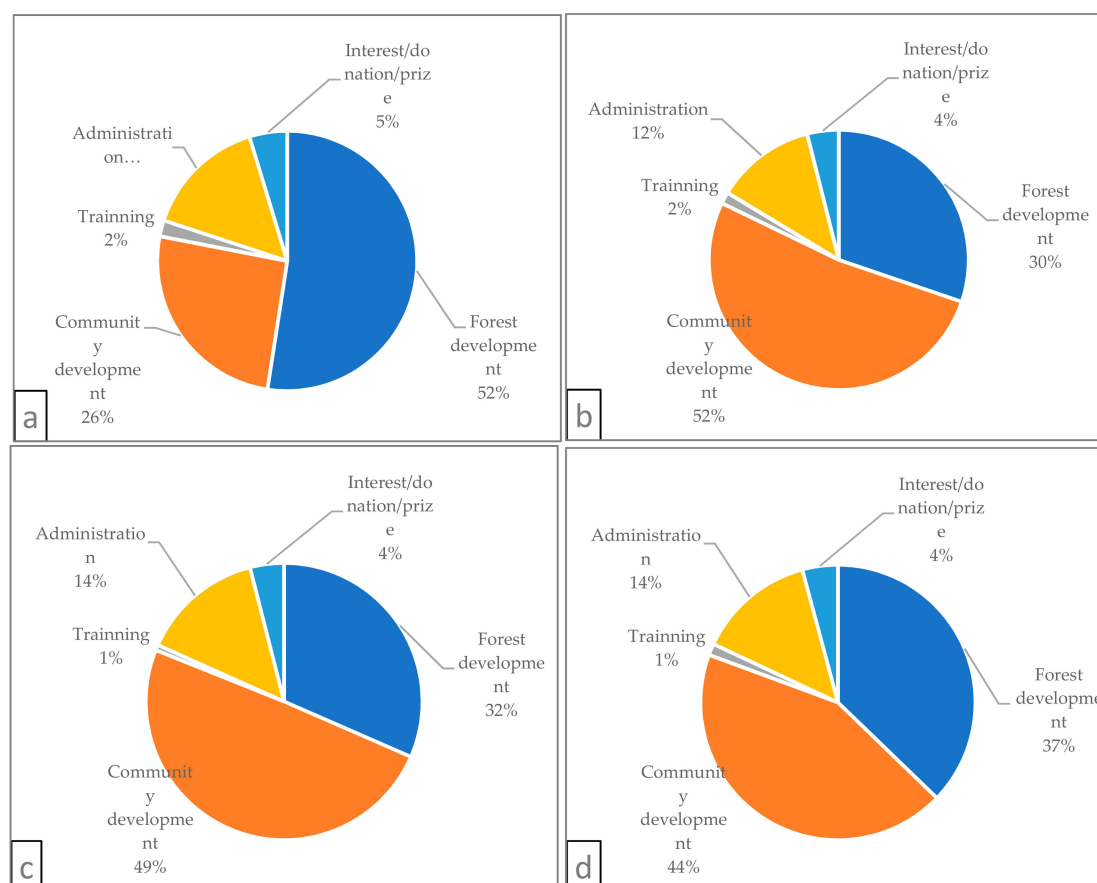 Interest/do
nation/priz
e
5%
Administrati
on…
Trainning
2%
Communit
y
developme
nt
26%
Forest
developme
nt
52%
a
Interest/do
nation/priz
e
4%
Administration
12%
Trainning
2%
Forest
developme
nt
30%
Communit
y
developme
nt
52%
b
Interest/do
nation/priz
e
4%
Administratio
n
14%
Trainning
1%
Forest
developme
nt
32%
Communit
y
developme
nt
49%
c
Interest/do
nation/priz
e
4%
Administratio
n
14%
Trainning
1%
Forest
developme
nt
37%
Communit
y
developme
nt
44%
d